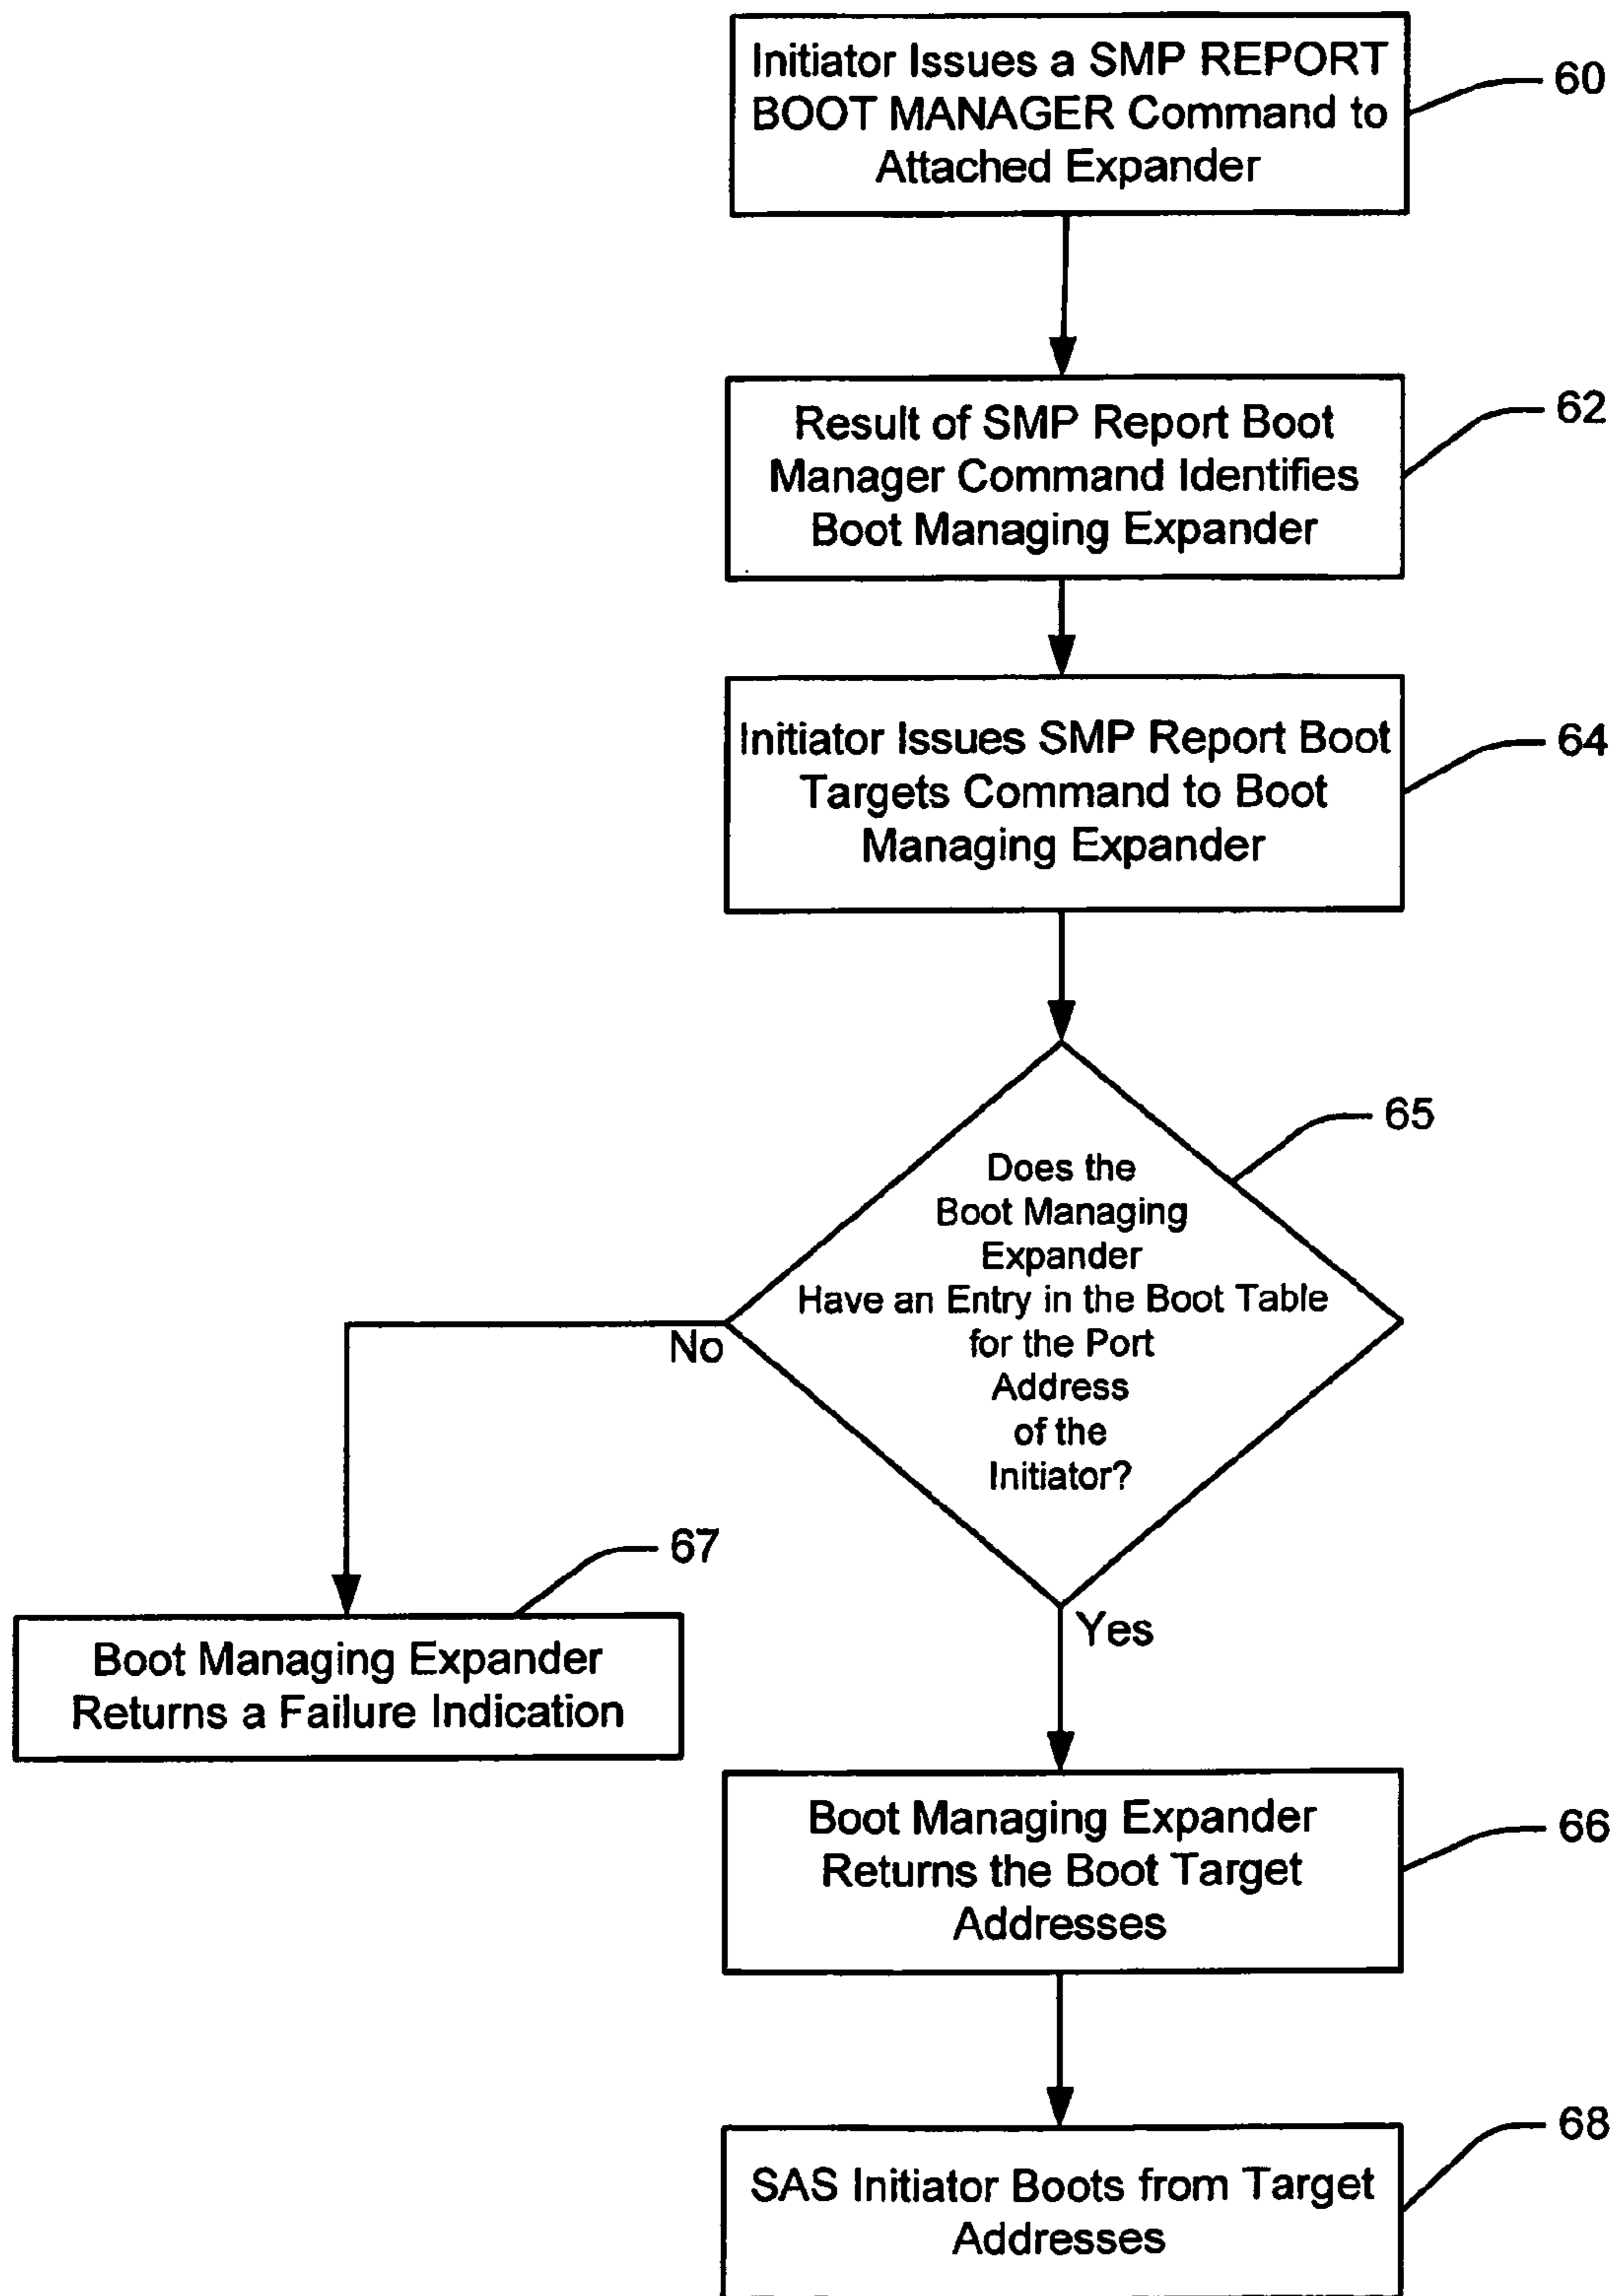 Initiator Issues a SMP REPORT
BOOT MANAGER Command to
Attached Expander
60
Result of SMP Report Boot
Manager Command Identifies
Boot Managing Expander
62
Initiator Issues SMP Report Boot
Targets Command to Boot
Managing Expander
64
65
Does the
Boot Managing
Expander
Have an Entry in the Boot Table
for the Port
Address
of the
Initiator?
No
67
Boot Managing Expander
Returns a Failure Indication
Yes
Boot Managing Expander
Returns the Boot Target
Addresses
66
SAS Initiator Boots from Target
Addresses
68